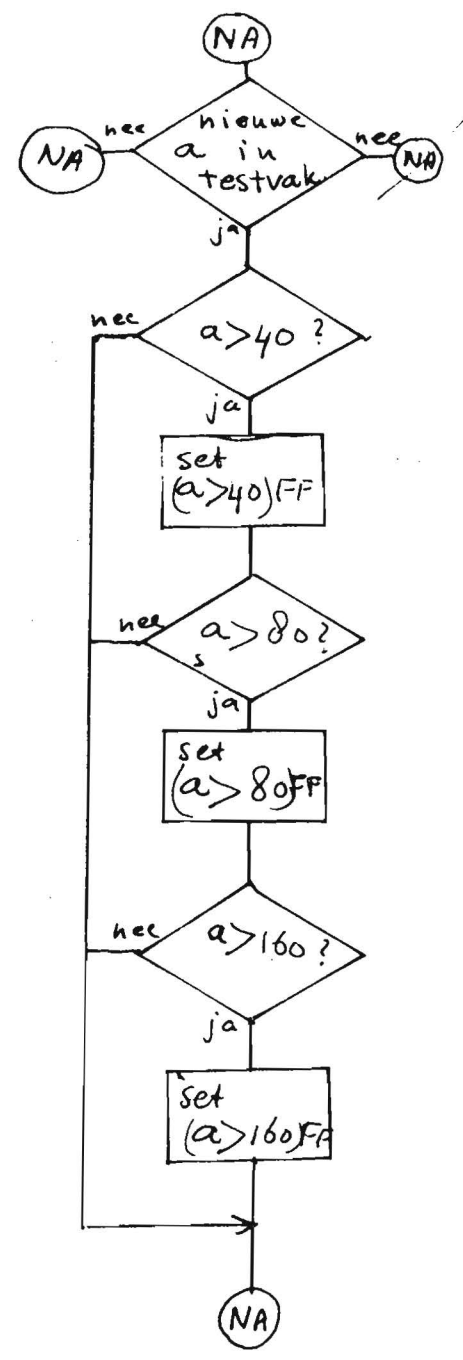 NA
nieuwe
a in
testvak
nee
NA
nee
NA
ja
a>40 ?
nee
ja
set
(a>40)FF
a>80?
nee
s
ja
set
(a>80)FF
a>160?
nee
ja
set
(a>160)FF
NA